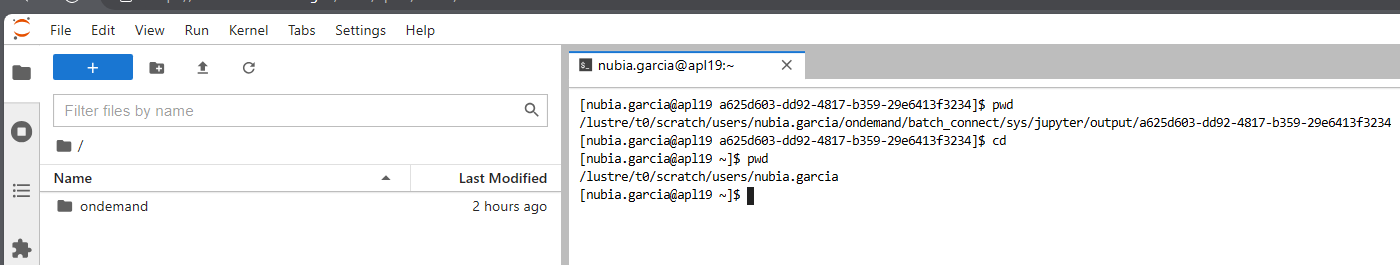 File Edit View Run Kernel Tabs Settings Help
+
Filter files by name
/
Name Last Modified
ondemand 2 hours ago
nubia.garcia@apl19:~
[nubia.garcia@apl19 a625d603-dd92-4817-b359-29e6413f3234]$ pwd
/lustre/t0/scratch/users/nubia.garcia/ondemand/batch_connect/sys/jupyter/output/a625d603-dd92-4817-b359-29e6413f3234
[nubia.garcia@apl19 a625d603-dd92-4817-b359-29e6413f3234]$ cd
[nubia.garcia@apl19 ~]$ pwd
/lustre/t0/scratch/users/nubia.garcia
[nubia.garcia@apl19 ~]$